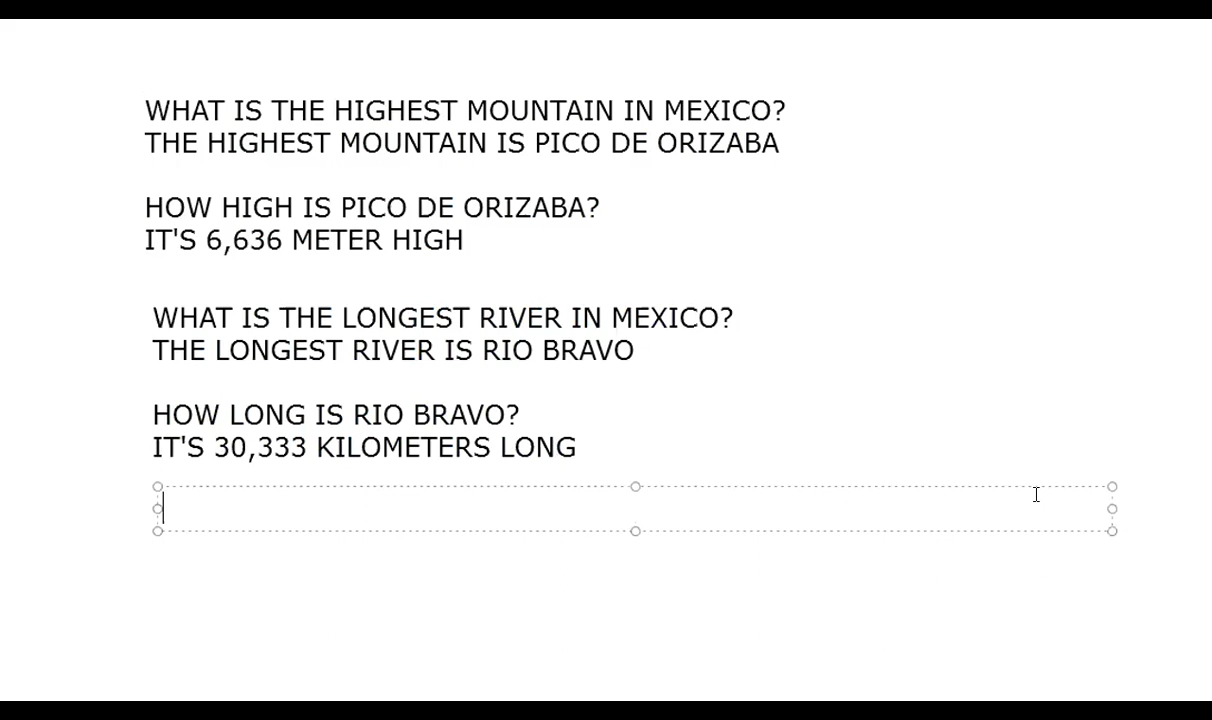 WHAT IS THE HIGHEST MOUNTAIN IN MEXICO?
THE HIGHEST MOUNTAIN IS PICO DE ORIZABA
HOW HIGH IS PICO DE ORIZABA?
IT'S 6,636 METER HIGH
WHAT IS THE LONGEST RIVER IN MEXICO?
THE LONGEST RIVER IS RIO BRAVO
HOW LONG IS RIO BRAVO?
IT'S 30,333 KILOMETERS LONG